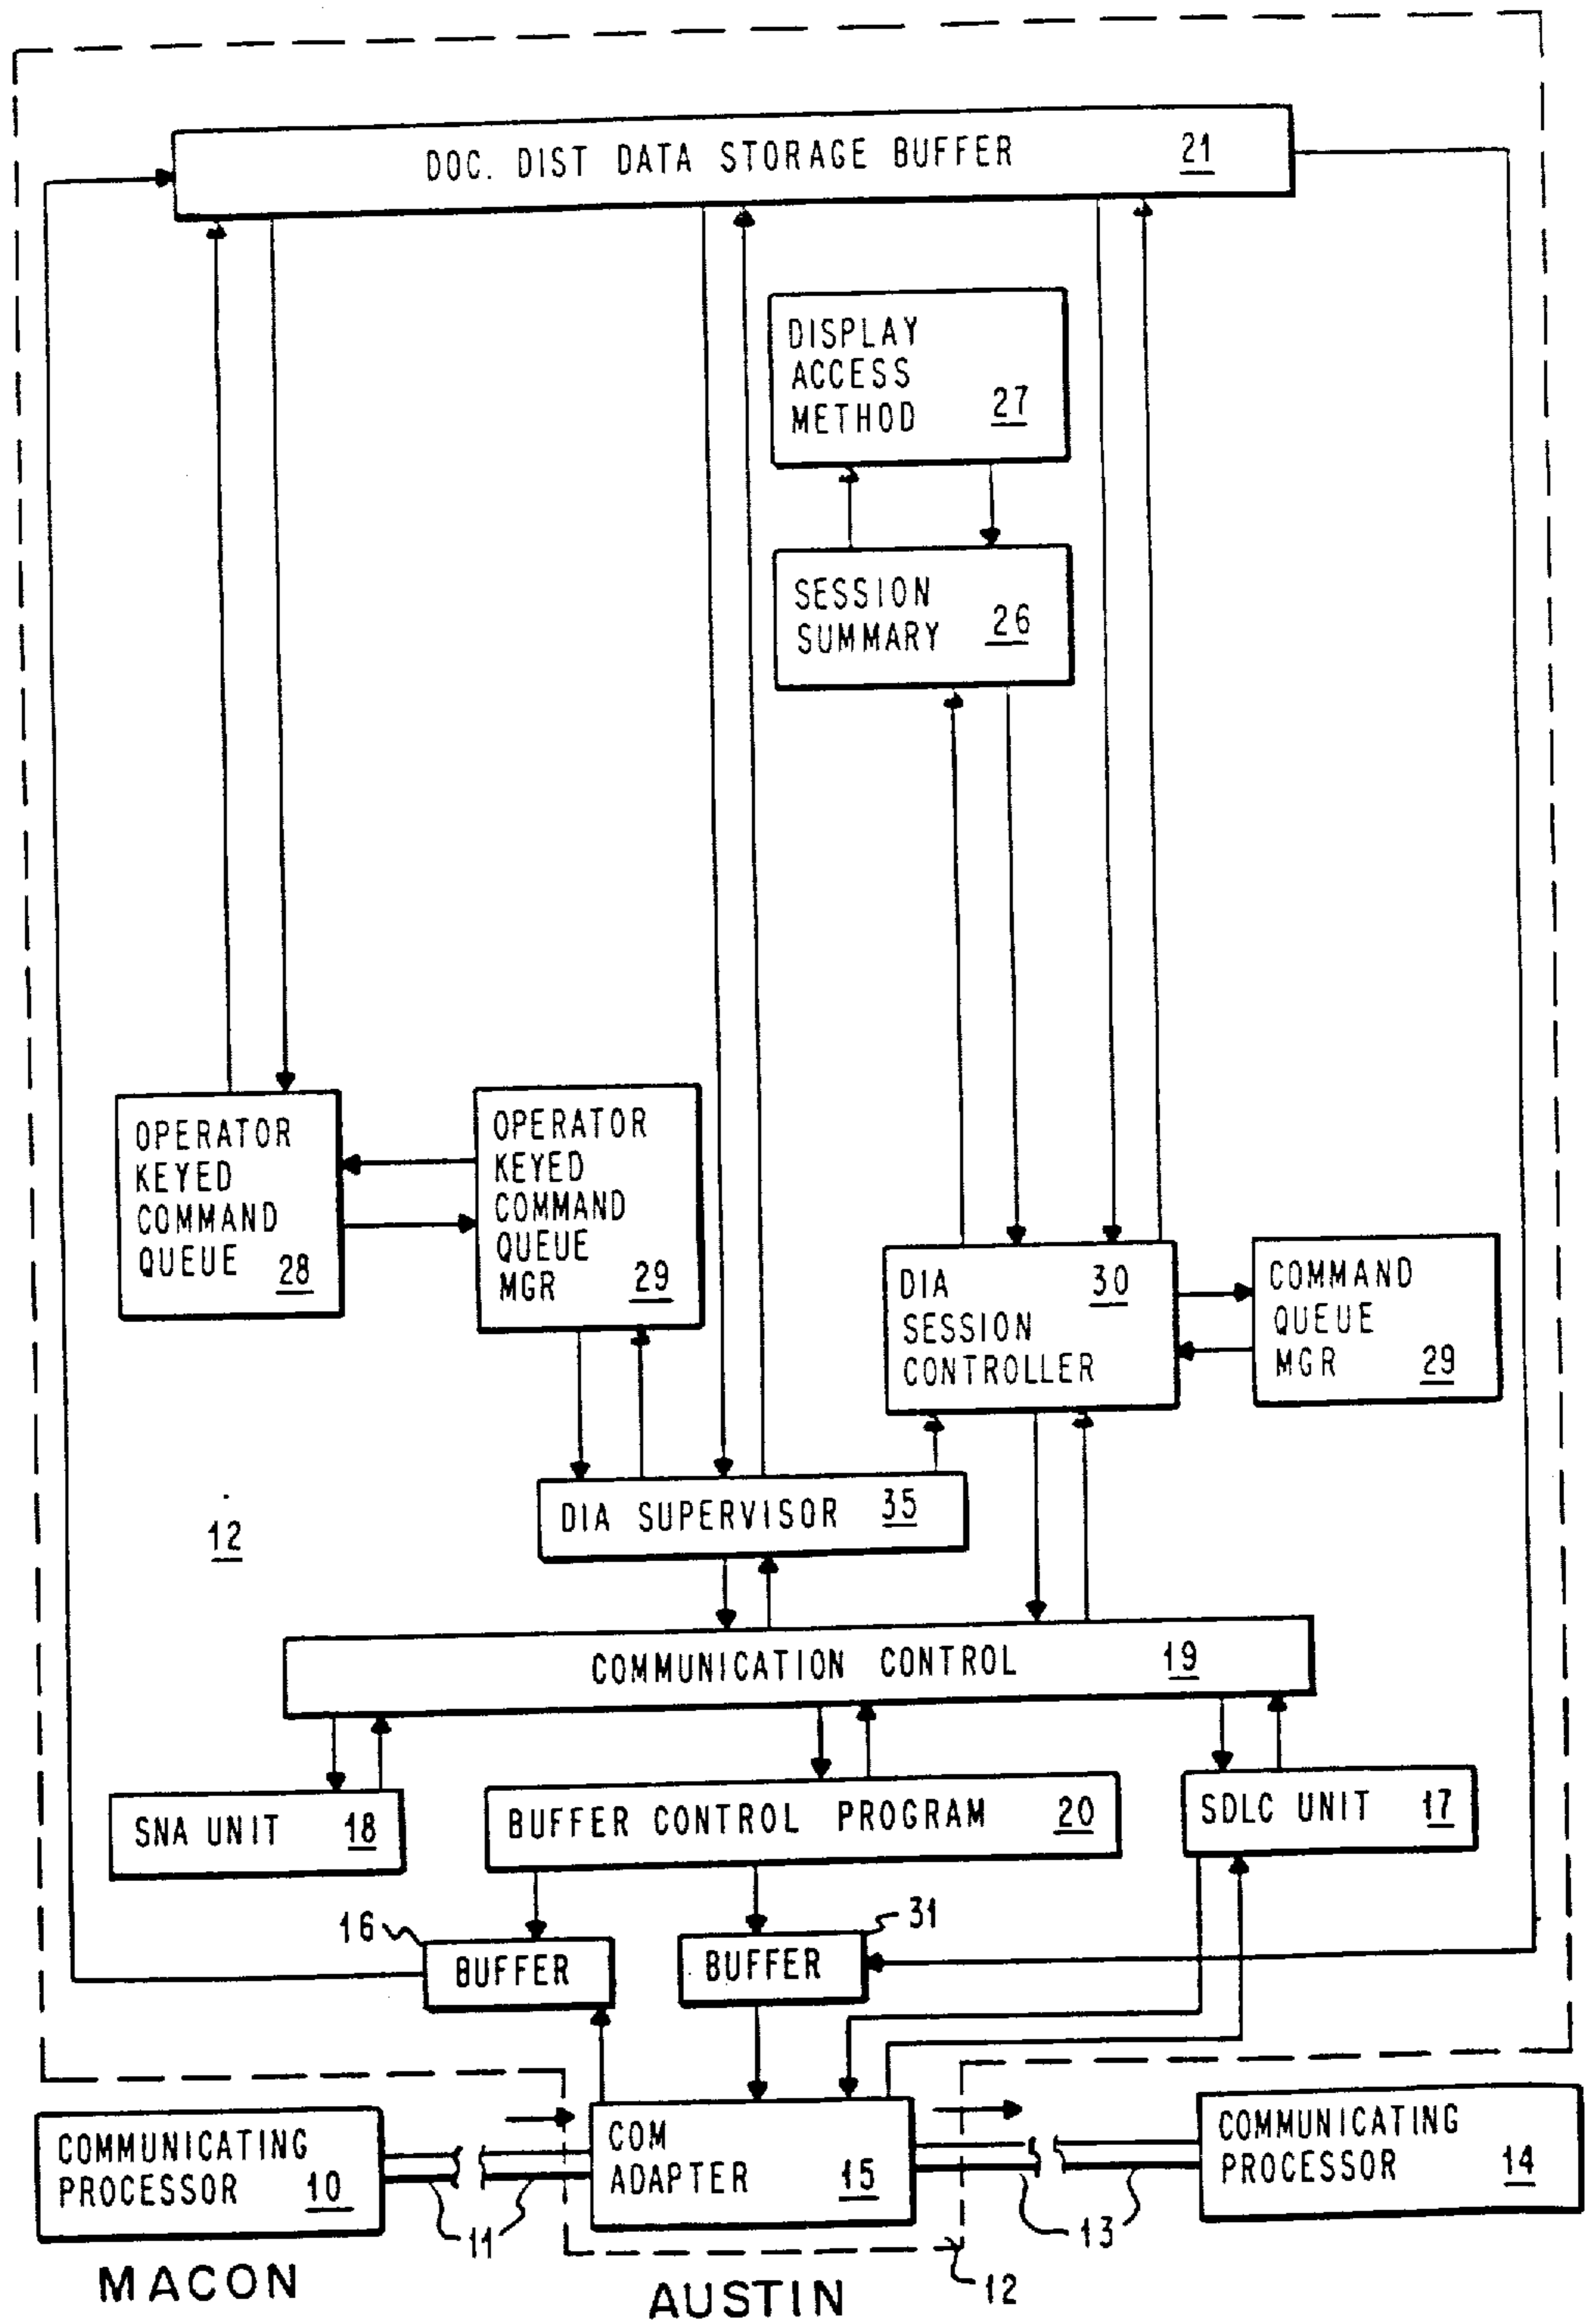 DOC. DIST DATA STORAGE BUFFER 21
DISPLAY
ACCESS
METHOD 27
SESSION
SUMMARY 26
OPERATOR
KEYED
COMMAND
QUEUE 28
OPERATOR
KEYED
COMMAND
QUEUE
MGR 29
DIA 30
SESSION
CONTROLLER
COMMAND
QUEUE
MGR 29
12
DIA SUPERVISOR 35
COMMUNICATION CONTROL 19
SNA UNIT 18
BUFFER CONTROL PROGRAM 20
SDLC UNIT 17
16
BUFFER
31
BUFFER
COMMUNICATING
PROCESSOR 10
11
COM
ADAPTER 15
13
COMMUNICATING
PROCESSOR 14
MACON
AUSTIN
12